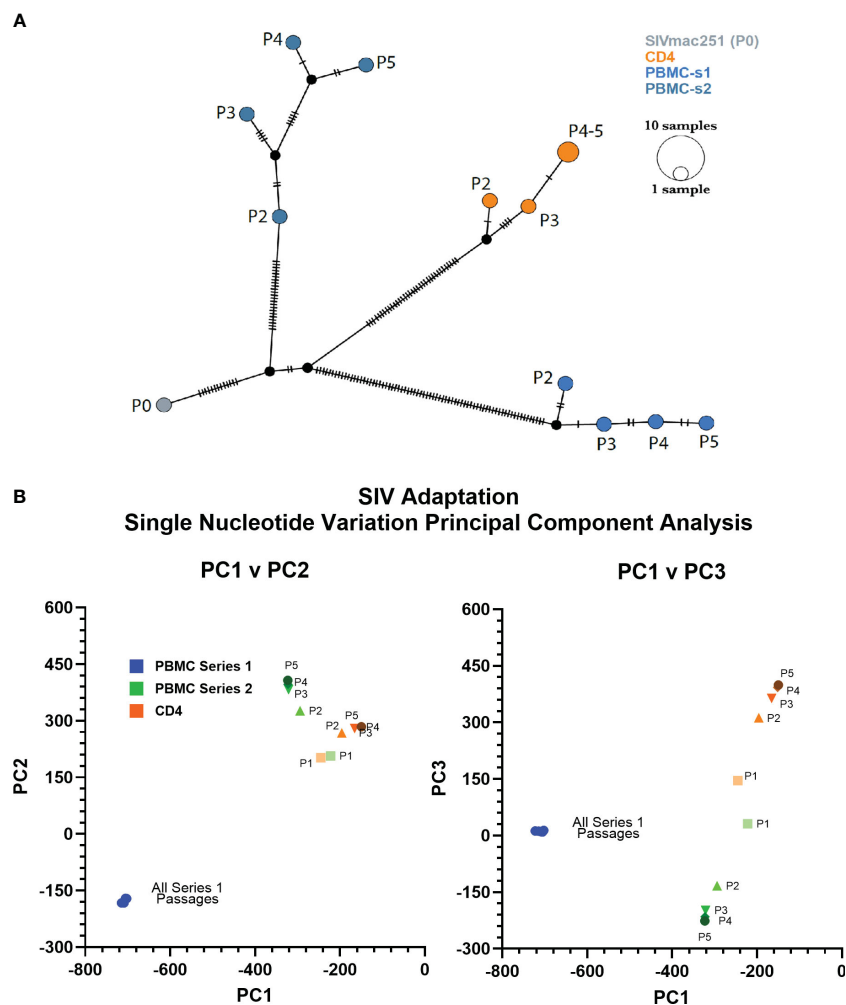 A
P4
P5
P3
P2
P0
P4-5
P2
P3
P2
P3
P4
P5
SIVmac251 (P0)
CD4
PBMC-s1
PBMC-s2
10 samples
1 sample
B
SIV Adaptation
Single Nucleotide Variation Principal Component Analysis
PC1 v PC2
600
450
300
150
0
-150
-300
-800
-600
-400
-200
0
PC2
PC1
PBMC Series 1
PBMC Series 2
CD4
P5
P4
P3
P2
P2
P5
P4
P3
P1
P1
All Series 1
Passages
PC1 v PC3
600
450
300
150
0
-150
-300
-800
-600
-400
-200
0
PC3
PC1
P5
P4
P3
P2
P1
P1
P2
P3
P4
P5
All Series 1
Passages